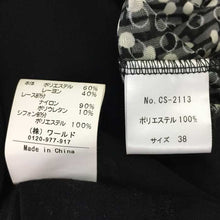 本体
ポリエステル 60%
レーヨン 40%
レース部分
ナイロン 90%
ポリウレタン 10%
シフォン部分
ポリエステル 100%
(株) ワールド
0120-977-917
Made in China
No. CS-2113
ポリエステル 100%
サイズ 38